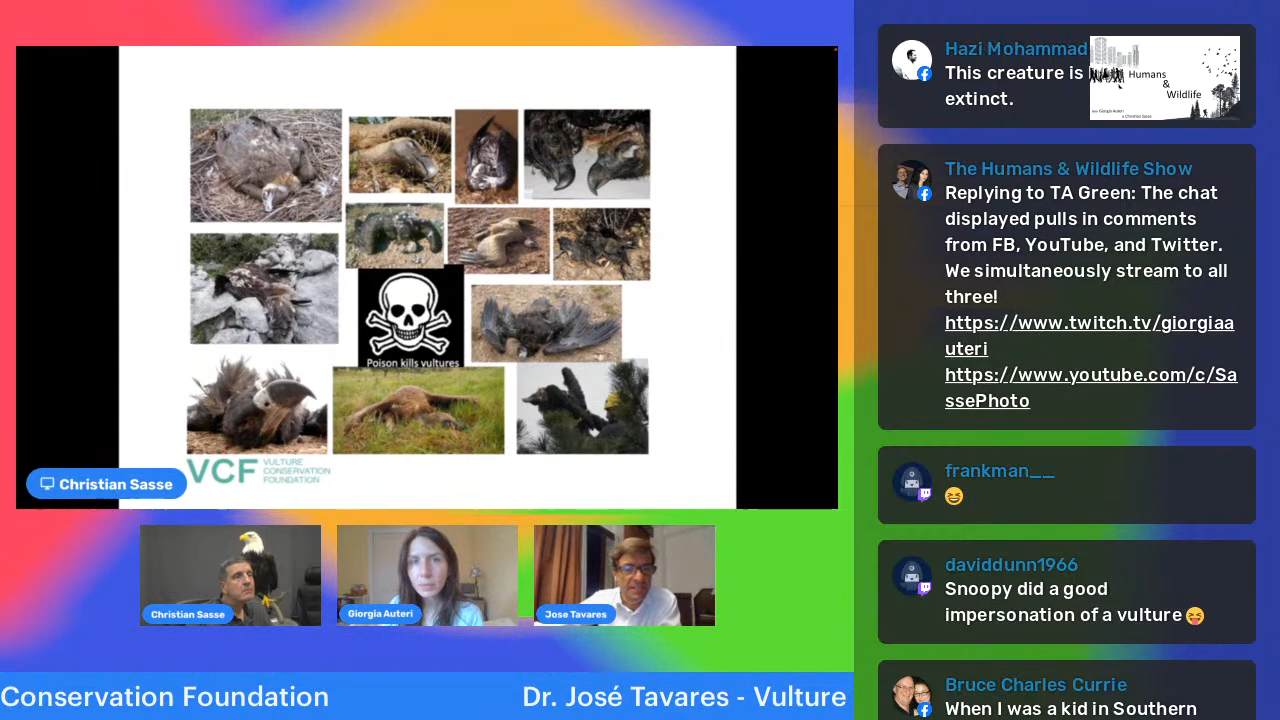 Poison kills vultures
VCF VULTURE
CONSERVATION
FOUNDATION
Christian Sasse
Christian Sasse
Giorgia Auteri
Jose Tavares
Conservation Foundation
Dr. José Tavares - Vulture
Hazi Mohammad
This creature is
extinct.
Humans
&
Wildlife
The Humans & Wildlife Show
Replying to TA Green: The chat
displayed pulls in comments
from FB, YouTube, and Twitter.
We simultaneously stream to all
three!
https://www.twitch.tv/giorgiaa
uteri
https://www.youtube.com/c/Sa
ssePhoto
frankman__
😆
daviddunn1966
Snoopy did a good
impersonation of a vulture 😝
Bruce Charles Currie
When I was a kid in Southern